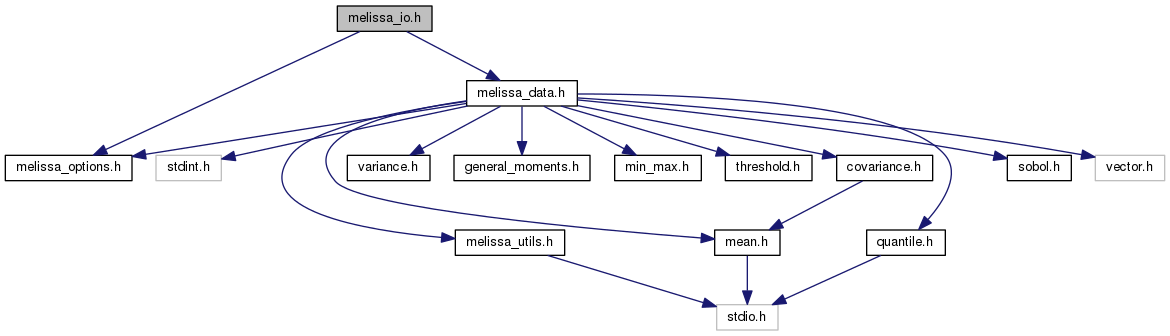 melissa_io.h
melissa_data.h
melissa_options.h
stdint.h
variance.h
general_moments.h
min_max.h
threshold.h
covariance.h
sobol.h
vector.h
melissa_utils.h
mean.h
quantile.h
stdio.h